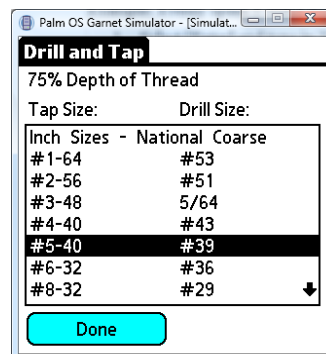 Palm OS Garnet Simulator - [Simulat...
Drill and Tap
75% Depth of Thread
Tap Size: Drill Size:
Inch Sizes - National Coarse
#1-64 #53
#2-56 #51
#3-48 5/64
#4-40 #43
#5-40 #39
#6-32 #36
#8-32 #29
Done